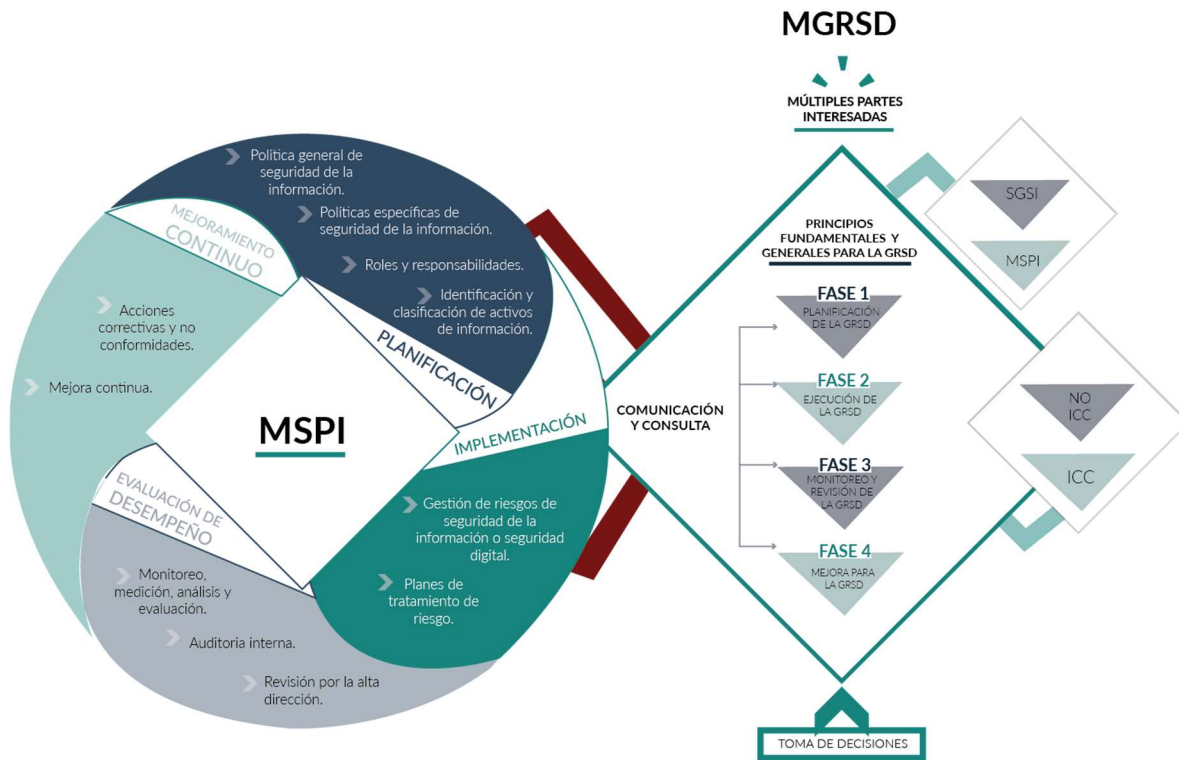 MGRSD
MÚLTIPLES PARTES
INTERESADAS
Política general de
seguridad de la
información.
Políticas específicas de
seguridad de la información.
Roles y responsabilidades.
Identificación y
clasificación de activos
de información.
MEJORAMIENTO
CONTINUO
PLANIFICACIÓN
Acciones
correctivas y no
conformidades.
Mejora continua.
MSPI
IMPLEMENTACIÓN
EVALUACIÓN DE
DESEMPEÑO
Gestión de riesgos de
seguridad de la
información o seguridad
digital.
Planes de
tratamiento de
riesgo.
Monitoreo,
medición, análisis y
evaluación.
Auditoria interna.
Revisión por la alta
dirección.
COMUNICACIÓN
Y CONSULTA
PRINCIPIOS
FUNDAMENTALES Y
GENERALES PARA LA GRSD
FASE 1
PLANIFICACIÓN
DE LA GRSD
FASE 2
EJECUCIÓN DE
LA GRSD
FASE 3
MONITOREO Y
REVISIÓN DE LA
GRSD
FASE 4
MEJORA PARA
LA GRSD
SGSI
MSPI
NO
ICC
ICC
TOMA DE DECISIONES